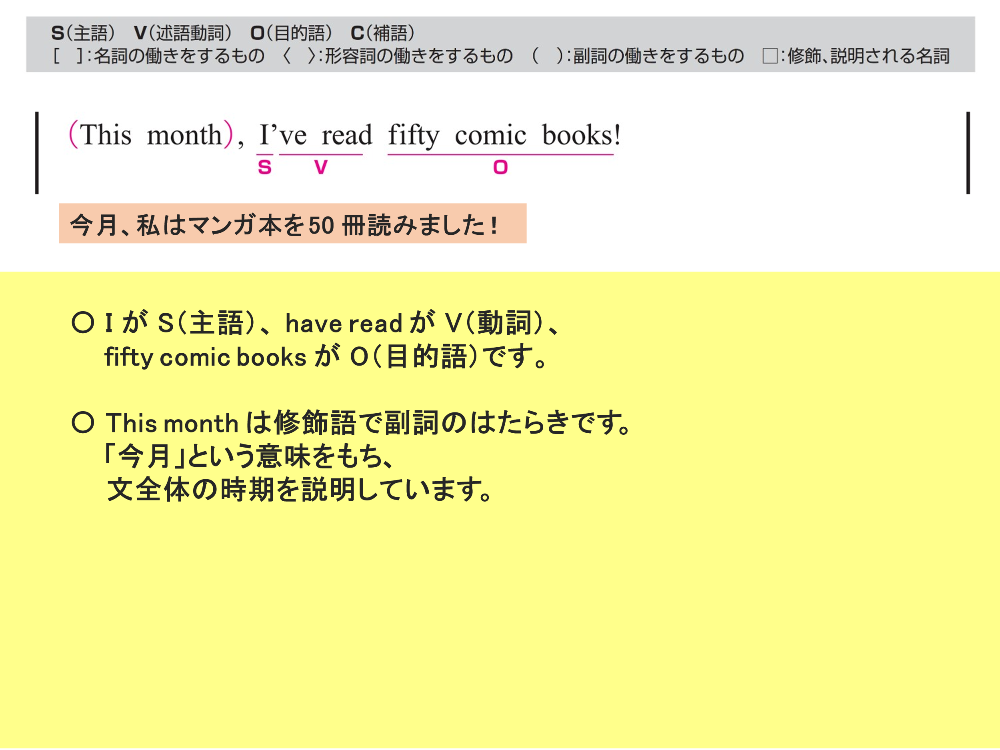 S（主語）　V（述語動詞）　O（目的語）　C（補語）
［　］：名詞の働きをするもの　〈　〉：形容詞の働きをするもの　（　）：副詞の働きをするもの　□：修飾、説明される名詞
(This month), I’ve read fifty comic books!
S V O
今月、私はマンガ本を50 冊読みました！
○ I が S（主語）、have read が V（動詞）、
fifty comic books が O（目的語）です。
○ This month は修飾語で副詞のはたらきです。
「今月」という意味をもち、
文全体の時期を説明しています。